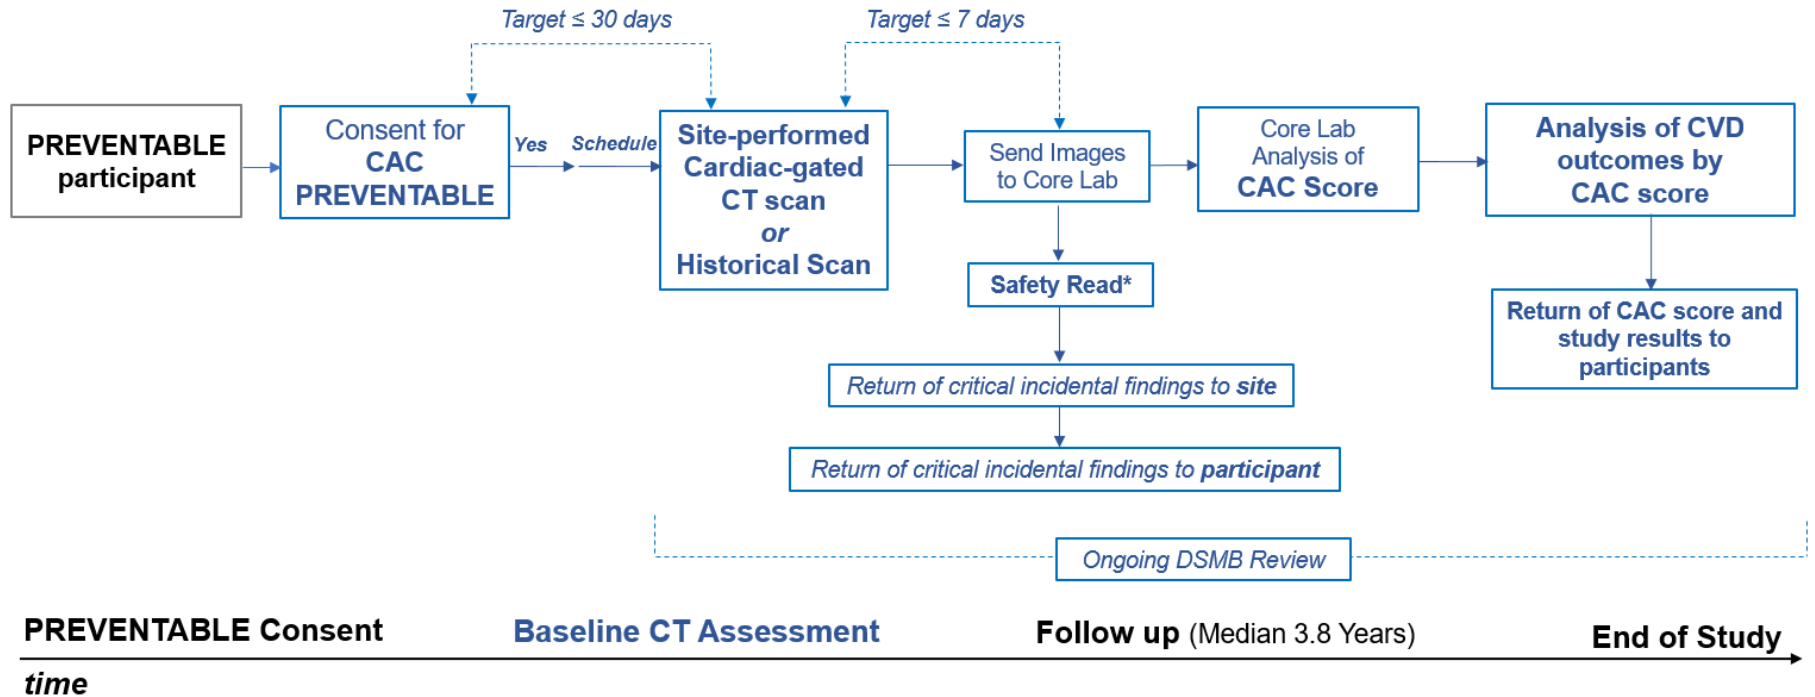 Target ≤ 30 days
Target ≤ 7 days
PREVENTABLE
participant
Consent for
CAC
PREVENTABLE
Yes
Schedule
Site-performed
Cardiac-gated
CT scan
or
Historical Scan
Send Images
to Core Lab
Core Lab
Analysis of
CAC Score
Analysis of CVD
outcomes by
CAC score
Safety Read*
Return of critical incidental findings to site
Return of critical incidental findings to participant
Return of CAC score and
study results to
participants
Ongoing DSMB Review
PREVENTABLE Consent
Baseline CT Assessment
Follow up (Median 3.8 Years)
End of Study
time